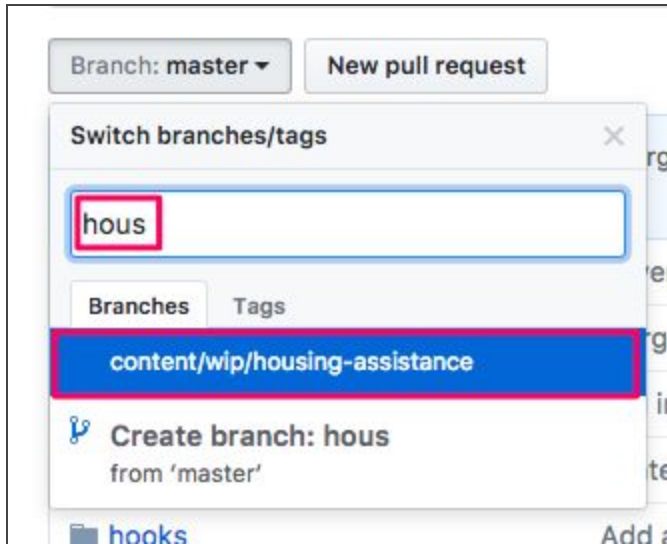 Branch: master New pull request
Switch branches/tags
hous
Branches Tags
content/wip/housing-assistance
Create branch: hous
from ‘master’
hooks Add